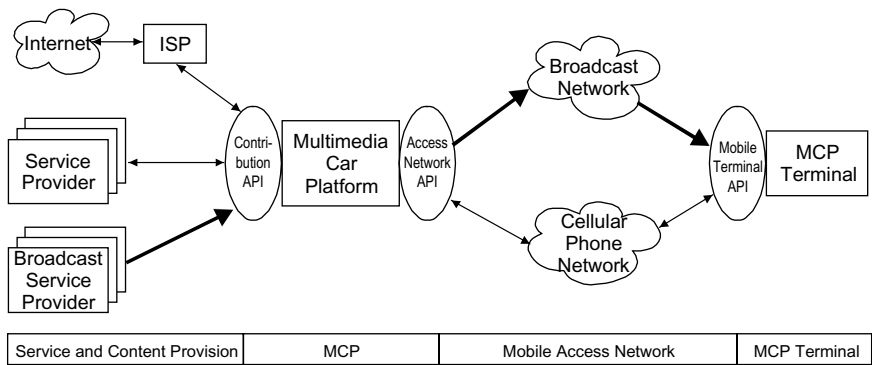 Internet
ISP
Service
Provider
Broadcast
Service
Provider
Contri-
bution
API
Multimedia
Car
Platform
Access
Network
API
Broadcast
Network
Cellular
Phone
Network
Mobile
Terminal
API
MCP
Terminal
Service and Content Provision
MCP
Mobile Access Network
MCP Terminal